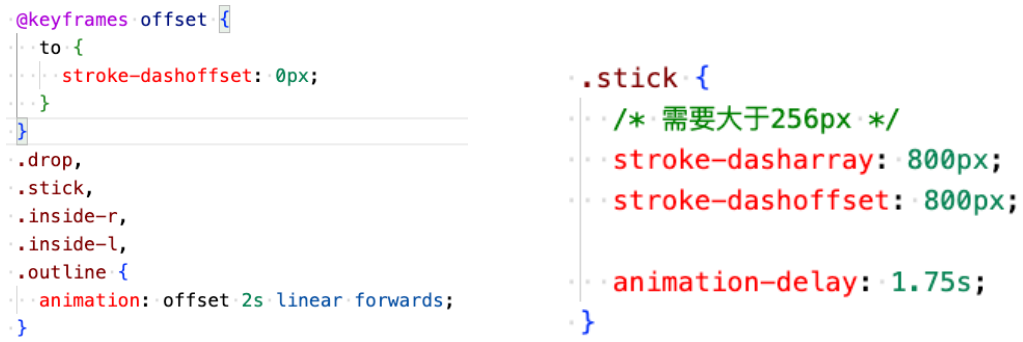 @keyframes offset {
  to {
    stroke-dashoffset: 0px;
  }
}
.drop,
.stick,
.inside-r,
.inside-l,
.outline {
  animation: offset 2s linear forwards;
}
.stick {
  /* 需要大于256px */
  stroke-dasharray: 800px;
  stroke-dashoffset: 800px;

  animation-delay: 1.75s;
}